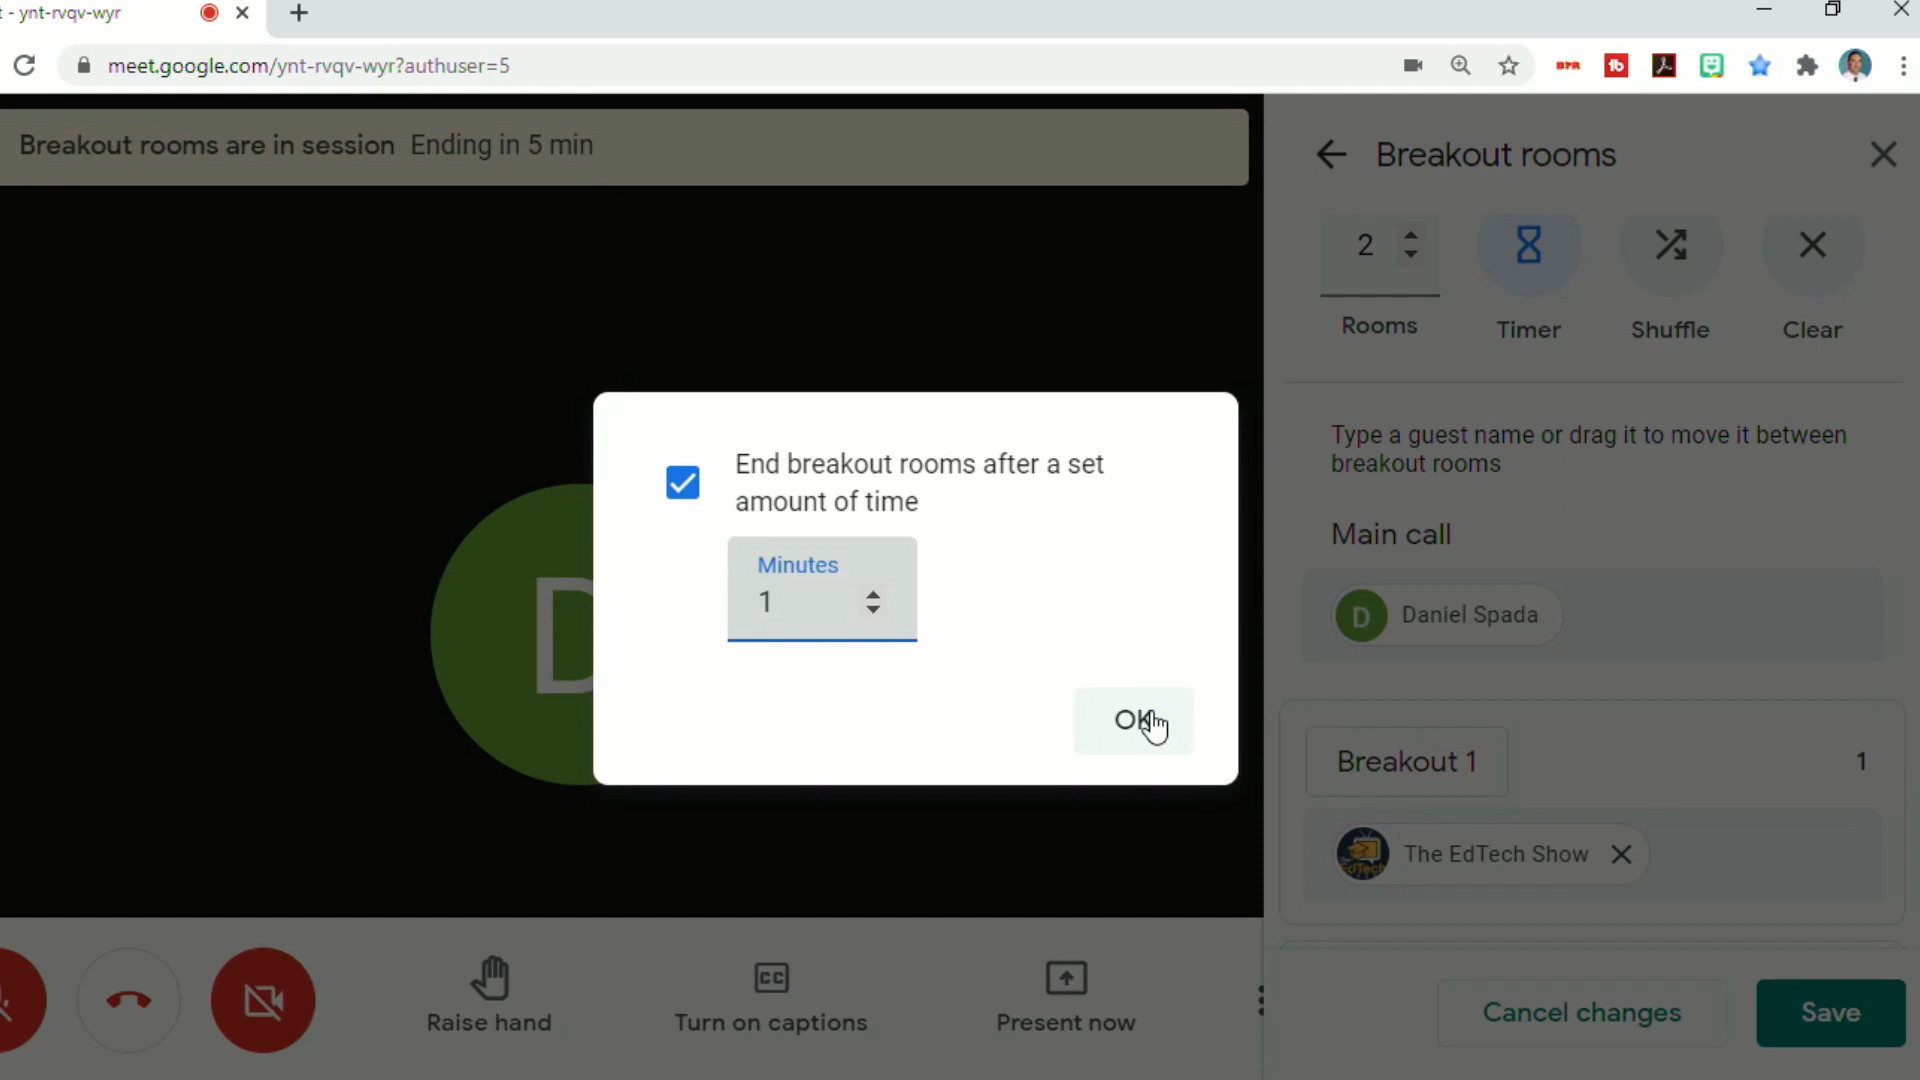 t - ynt-rvqv-wyr
meet.google.com/ynt-rvqv-wyr?authuser=5
Breakout rooms are in session Ending in 5 min
Breakout rooms
2
Rooms
Timer
Shuffle
Clear
Type a guest name or drag it to move it between
breakout rooms
Main call
D Daniel Spada
Breakout 1
1
The EdTech Show
End breakout rooms after a set
amount of time
Minutes
1
OK
D
CC
Raise hand
Turn on captions
Present now
Cancel changes
Save